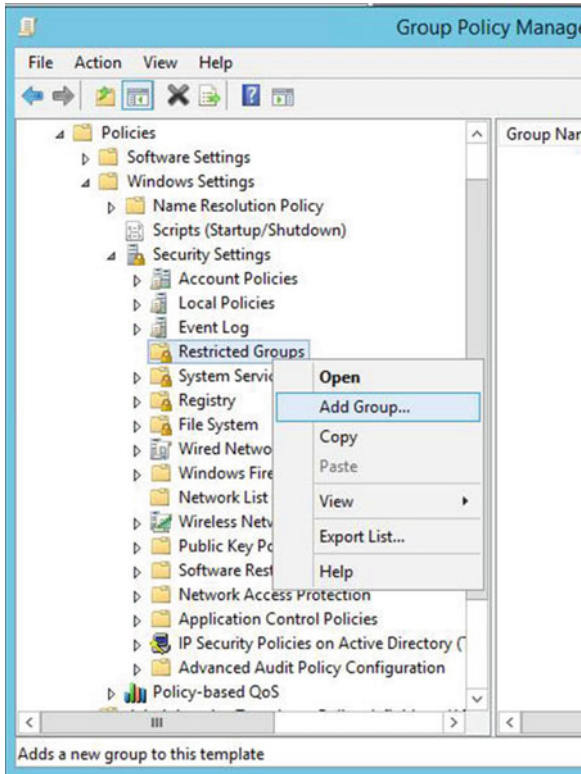 Group Policy Manage
File Action View Help
Policies
Group Nar
Software Settings
Windows Settings
Name Resolution Policy
Scripts (Startup/Shutdown)
Security Settings
Account Policies
Local Policies
Event Log
Restricted Groups
System Servic
Registry
File System
Wired Netwo
Windows Fire
Network List
Wireless Netw
Public Key Po
Software Rest
Network Access Protection
Application Control Policies
IP Security Policies on Active Directory (
Advanced Audit Policy Configuration
Policy-based QoS
Open
Add Group...
Copy
Paste
View
Export List...
Help
Adds a new group to this template